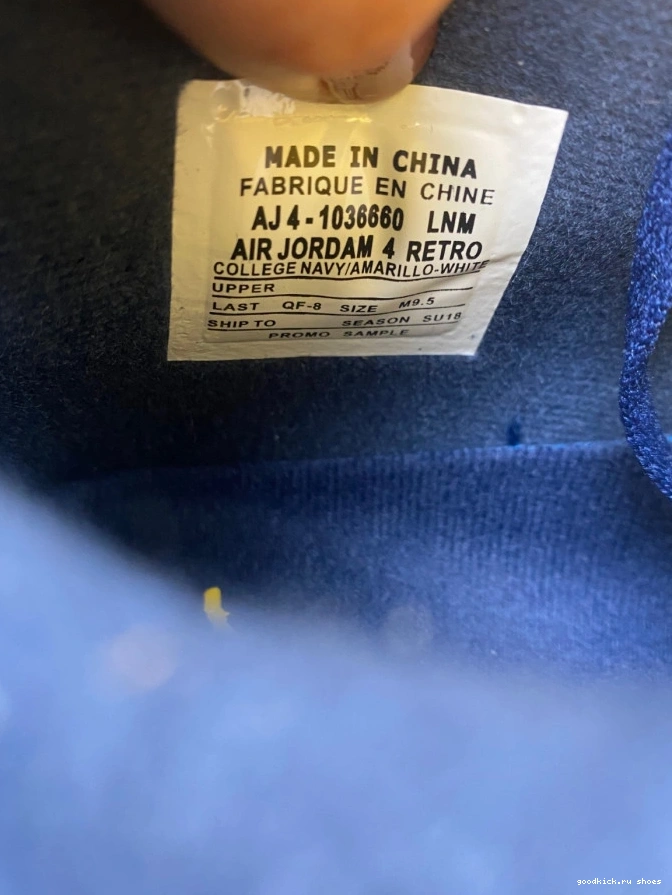 MADE IN CHINA
FABRIQUE EN CHINE
AJ4-1036660 LNM
AIR JORDAM 4 RETRO
COLLEGE NAVY/AMARILLO-WHITE
UPPER
LAST QF-8 SIZE M9.5
SHIP TO SEASON SU18
PROMO SAMPLE
goodkick.ru shoes